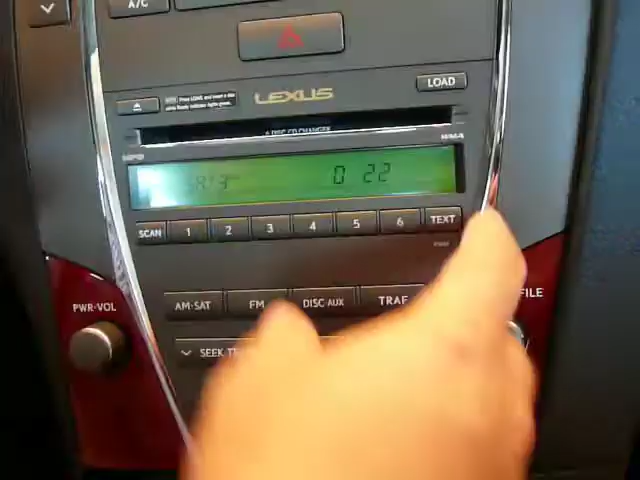 A/C
LEXUS
LOAD
6 DISC CD CHANGER
WMA
0 22
SCAN 1 2 3 4 5 6 TEXT
PWR·VOL
AM·SAT FM DISC·AUX TRAF
FILE
SEEK